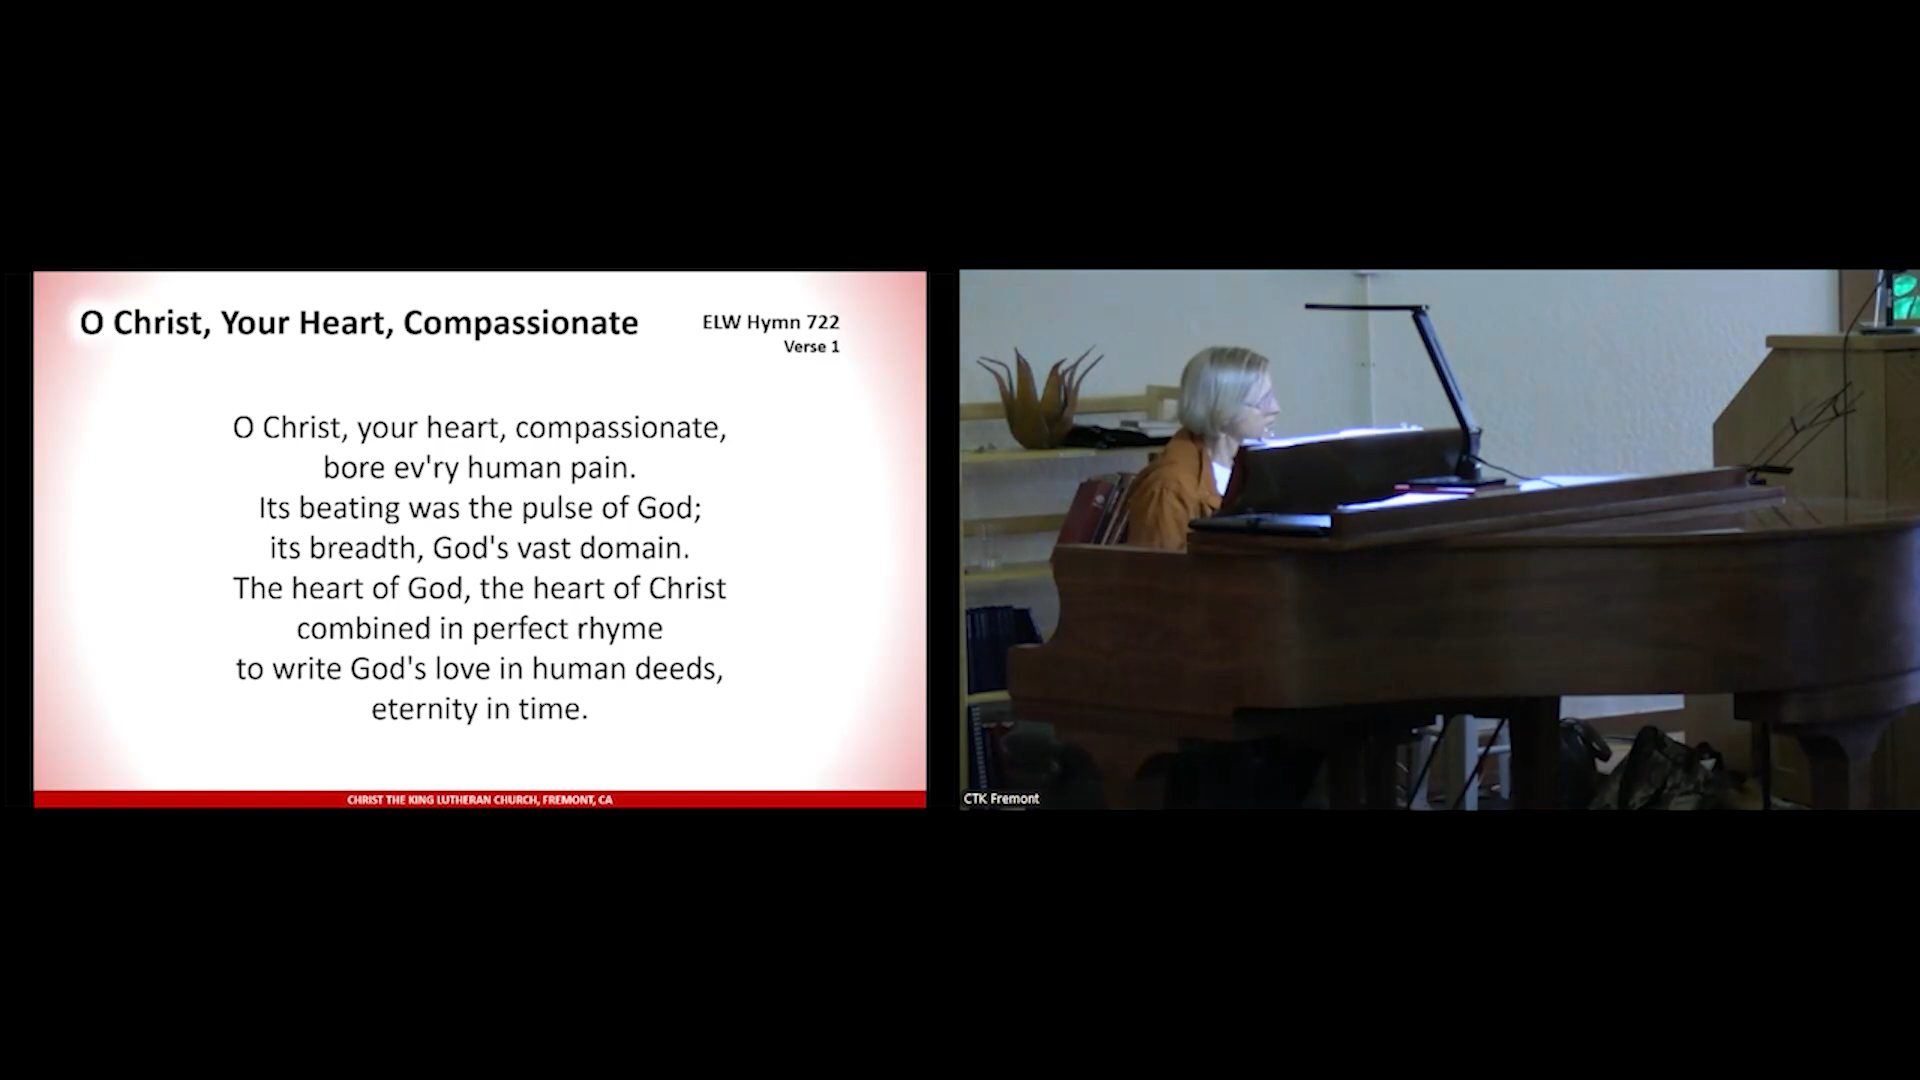 O Christ, Your Heart, Compassionate
ELW Hymn 722
Verse 1
O Christ, your heart, compassionate,
bore ev'ry human pain.
Its beating was the pulse of God;
its breadth, God's vast domain.
The heart of God, the heart of Christ
combined in perfect rhyme
to write God's love in human deeds,
eternity in time.
CHRIST THE KING LUTHERAN CHURCH, FREMONT, CA
CTK Fremont